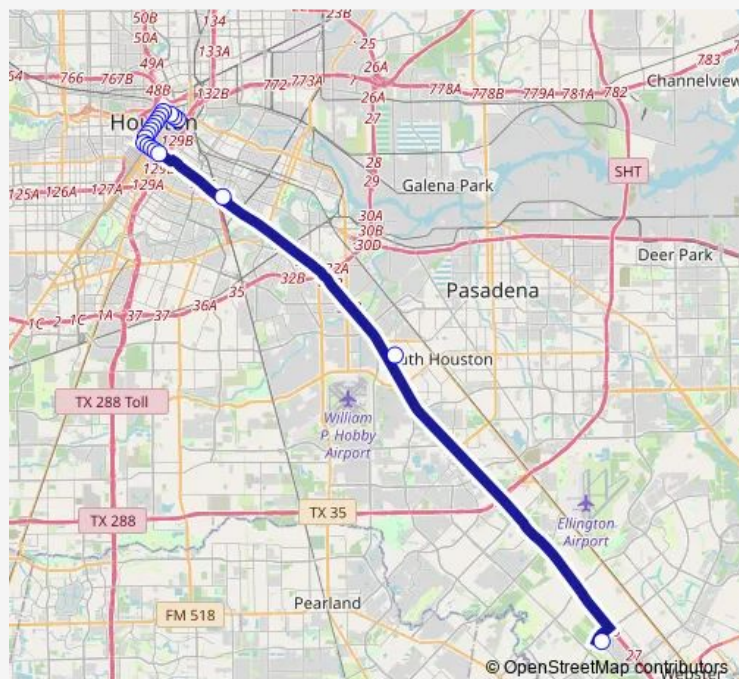 50B
50A
134
133A
23B
25
26A
26A
27
49A
48B
54
766
767B
132B
772
773A
778A
778B
779A
781A
782
783
Channelview
Houston
129B
125A
126A
127A
129A
28
29
Galena Park
SHT
30A
30B
30D
Deer Park
32B
35
36A
1C
2
1C
1A
37
37
Pasadena
South Houston
TX 288 Toll
William
P. Hobby
Airport
TX 288
TX 35
Ellington
Airport
FM 518
Pearland
27
Webster
© OpenStreetMap contributors